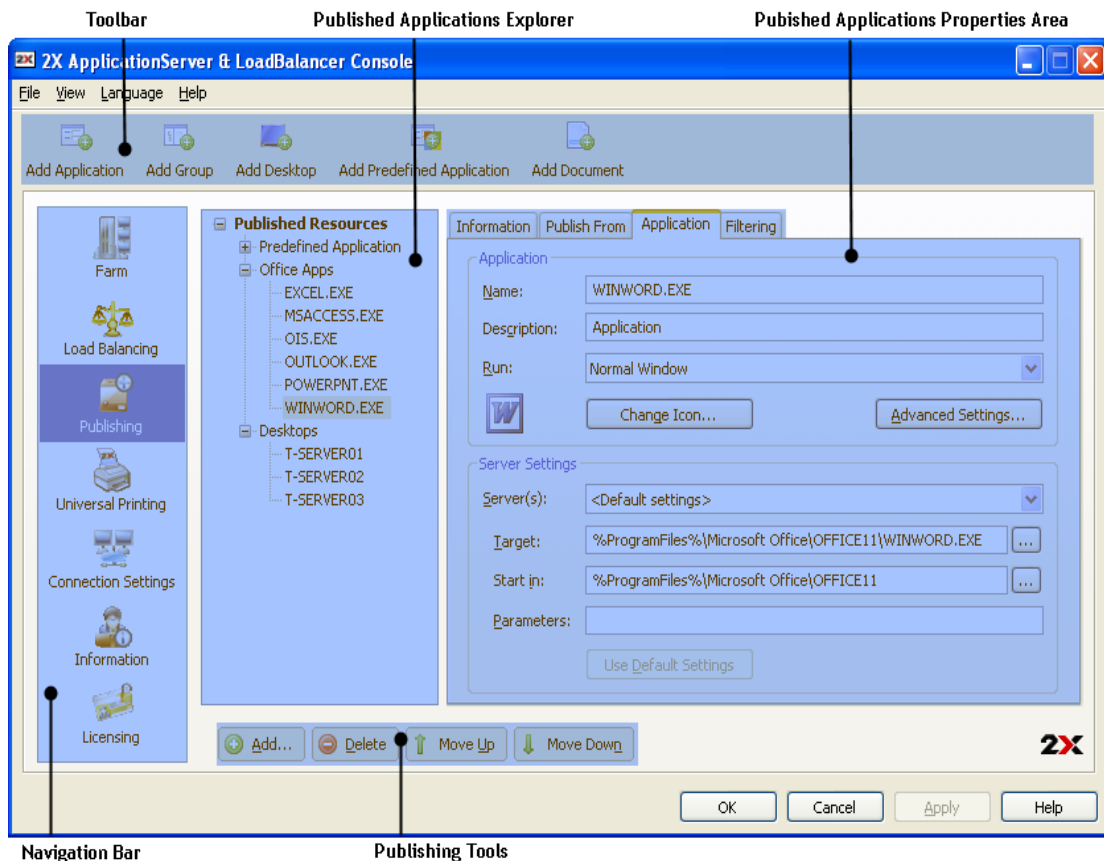 Toolbar Published Applications Explorer Pubished Applications Properties Area
2X 2X ApplicationServer & LoadBalancer Console
File View Language Help
Add Application Add Group Add Desktop Add Predefined Application Add Document
Farm
Load Balancing
Publishing
Universal Printing
Connection Settings
Information
Licensing
Published Resources
Predefined Application
Office Apps
EXCEL.EXE
MSACCESS.EXE
OIS.EXE
OUTLOOK.EXE
POWERPNT.EXE
WINWORD.EXE
Desktops
T-SERVER01
T-SERVER02
T-SERVER03
Information Publish From Application Filtering
Application
Name: WINWORD.EXE
Description: Application
Run: Normal Window
W Change Icon... Advanced Settings...
Server Settings
Server(s): <Default settings>
Target: %ProgramFiles%\Microsoft Office\OFFICE11\WINWORD.EXE ...
Start in: %ProgramFiles%\Microsoft Office\OFFICE11 ...
Parameters:
Use Default Settings
Add... Delete Move Up Move Down 2X
OK Cancel Apply Help
Navigation Bar Publishing Tools